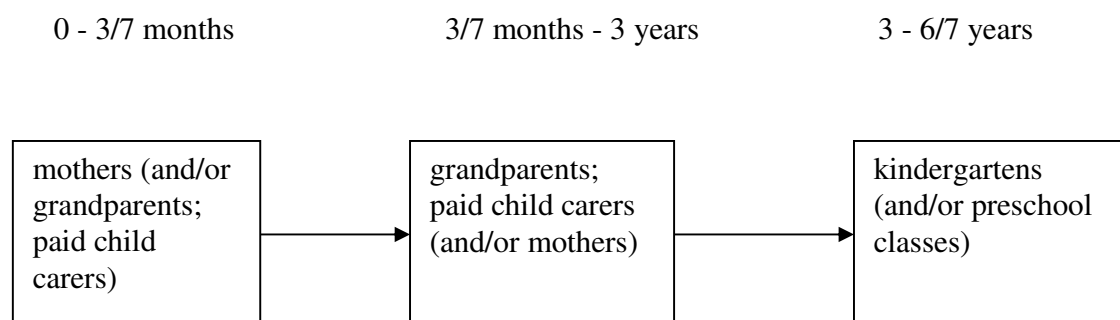 0 - 3/7 months
3/7 months - 3 years
3 - 6/7 years
mothers (and/or
grandparents;
paid child
carers)
grandparents;
paid child carers
(and/or mothers)
kindergartens
(and/or preschool
classes)